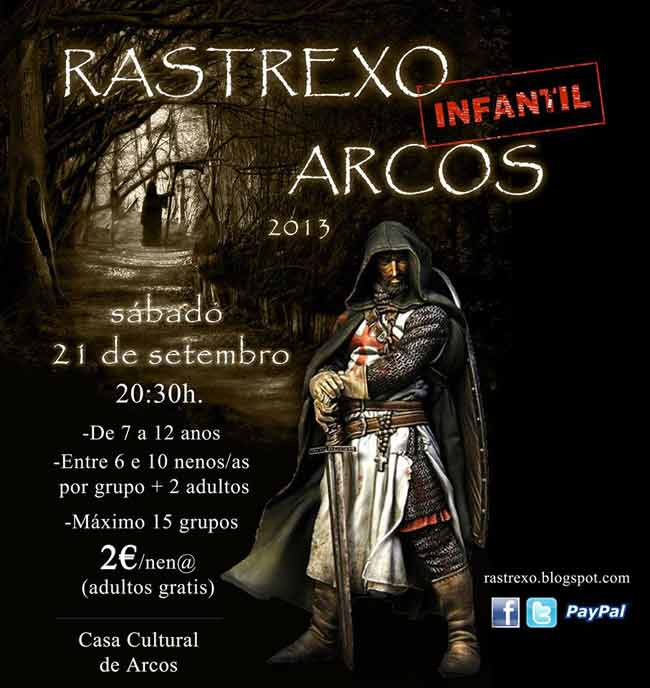 RASTREXO
INFANTIL
ARCOS
2013
sábado
21 de setembro
20:30h.
-De 7 a 12 anos
-Entre 6 e 10 nenos/as
por grupo + 2 adultos
-Máximo 15 grupos
2€/nen@
(adultos gratis)
Casa Cultural
de Arcos
rastrexo.blogspot.com
f t PayPal